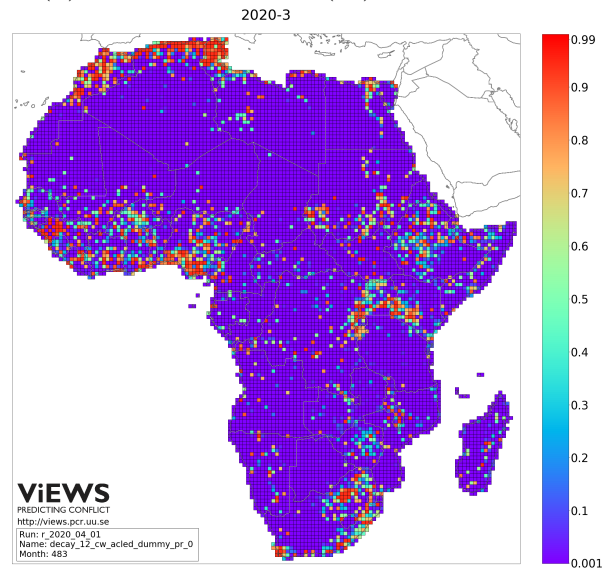 2020-3
0.99
0.9
0.8
0.7
0.6
0.5
0.4
0.3
0.2
0.1
0.001
ViEWS
PREDICTING CONFLICT
http://views.pcr.uu.se
Run: r_2020_04_01
Name: decay_12_cw_acled_dummy_pr_0
Month: 483